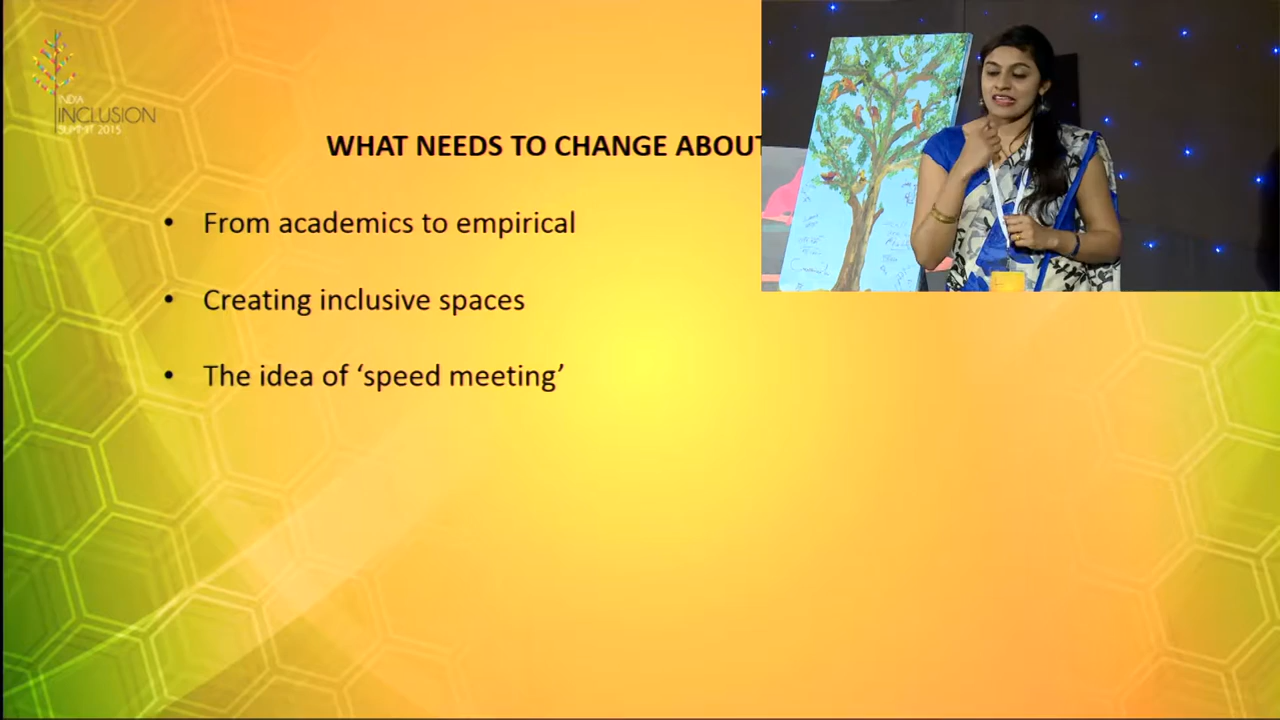 INDIA
INCLUSION
SUMMIT 2015
WHAT NEEDS TO CHANGE ABOUT
• From academics to empirical
• Creating inclusive spaces
• The idea of ‘speed meeting’